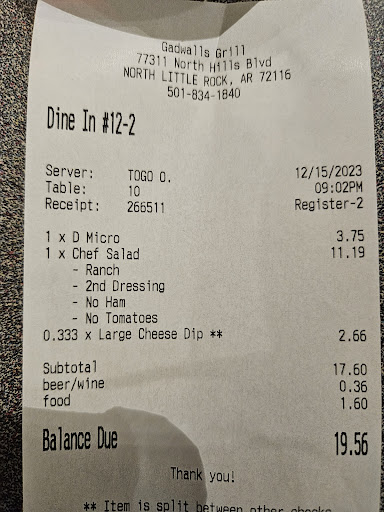 Gadwalls Grill
77311 North Hills Blvd
NORTH LITTLE ROCK, AR 72116
501-834-1840
Dine In #12-2
Server: TOGO O. 12/15/2023
Table: 10 09:02PM
Receipt: 266511 Register-2
1 x D Micro 3.75
1 x Chef Salad 11.19
- Ranch
- 2nd Dressing
- No Ham
- No Tomatoes
0.333 x Large Cheese Dip ** 2.66
Subtotal 17.60
beer/wine 0.36
food 1.60
Balance Due 19.56
Thank you!
** Item is split between other checks